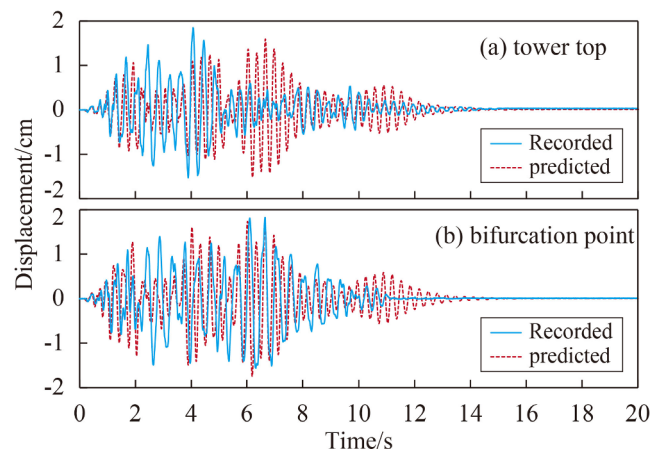 2
(a) tower top
1
0
Recorded
-1
predicted
-2
2
(b) bifurcation point
1
0
Recorded
-1
predicted
-2
0 2 4 6 8 10 12 14 16 18 20
Time/s
Displacement/cm